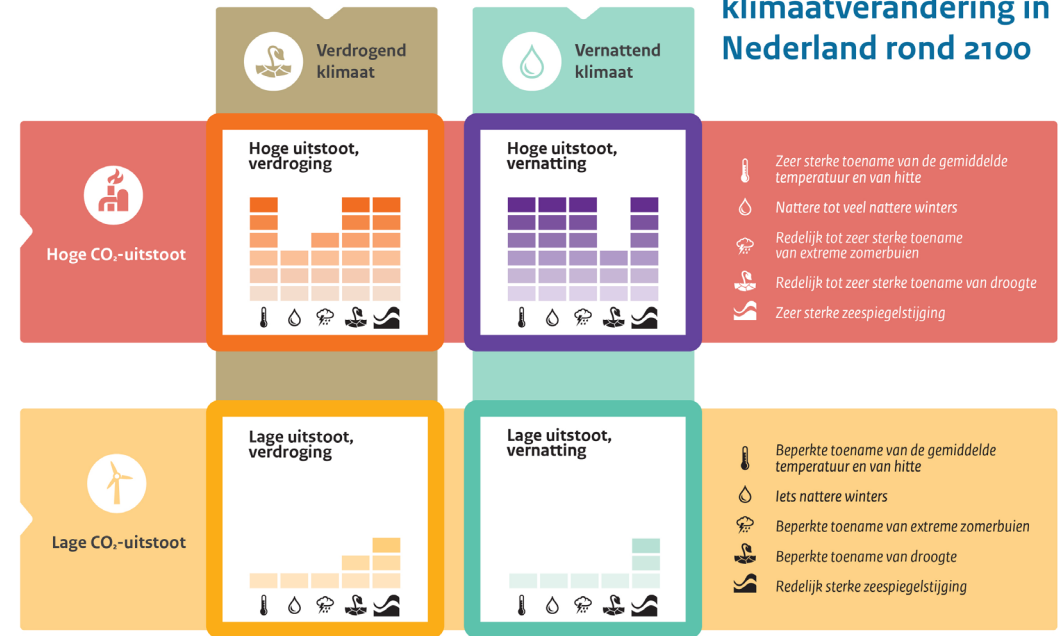 klimaatverandering in
Nederland rond 2100
Verdrogend
klimaat
Vernattend
klimaat
Hoge CO₂-uitstoot
Hoge uitstoot,
verdroging
Hoge uitstoot,
vernatting
Zeer sterke toename van de gemiddelde
temperatuur en van hitte
Nattere tot veel nattere winters
Redelijk tot zeer sterke toename
van extreme zomerbuien
Redelijk tot zeer sterke toename van droogte
Zeer sterke zeespiegelstijging
Lage CO₂-uitstoot
Lage uitstoot,
verdroging
Lage uitstoot,
vernatting
Beperkte toename van de gemiddelde
temperatuur en van hitte
Iets nattere winters
Beperkte toename van extreme zomerbuien
Beperkte toename van droogte
Redelijk sterke zeespiegelstijging